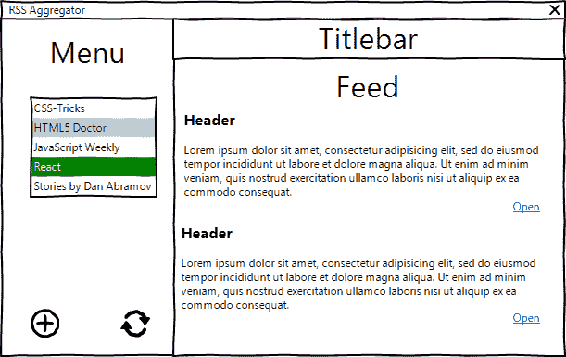 RSS Aggregator
Menu
CSS-Tricks
HTML5 Doctor
JavaScript Weekly
React
Stories by Dan Abramov
Titlebar
Feed
Header
Lorem ipsum dolor sit amet, consectetur adipisicing elit, sed do eiusmod
tempor incididunt ut labore et dolore magna aliqua. Ut enim ad minim
veniam, quis nostrud exercitation ullamco laboris nisi ut aliquip ex ea
commodo consequat.
Open
Header
Lorem ipsum dolor sit amet, consectetur adipisicing elit, sed do eiusmod
tempor incididunt ut labore et dolore magna aliqua. Ut enim ad minim
veniam, quis nostrud exercitation ullamco laboris nisi ut aliquip ex ea
commodo consequat.
Open